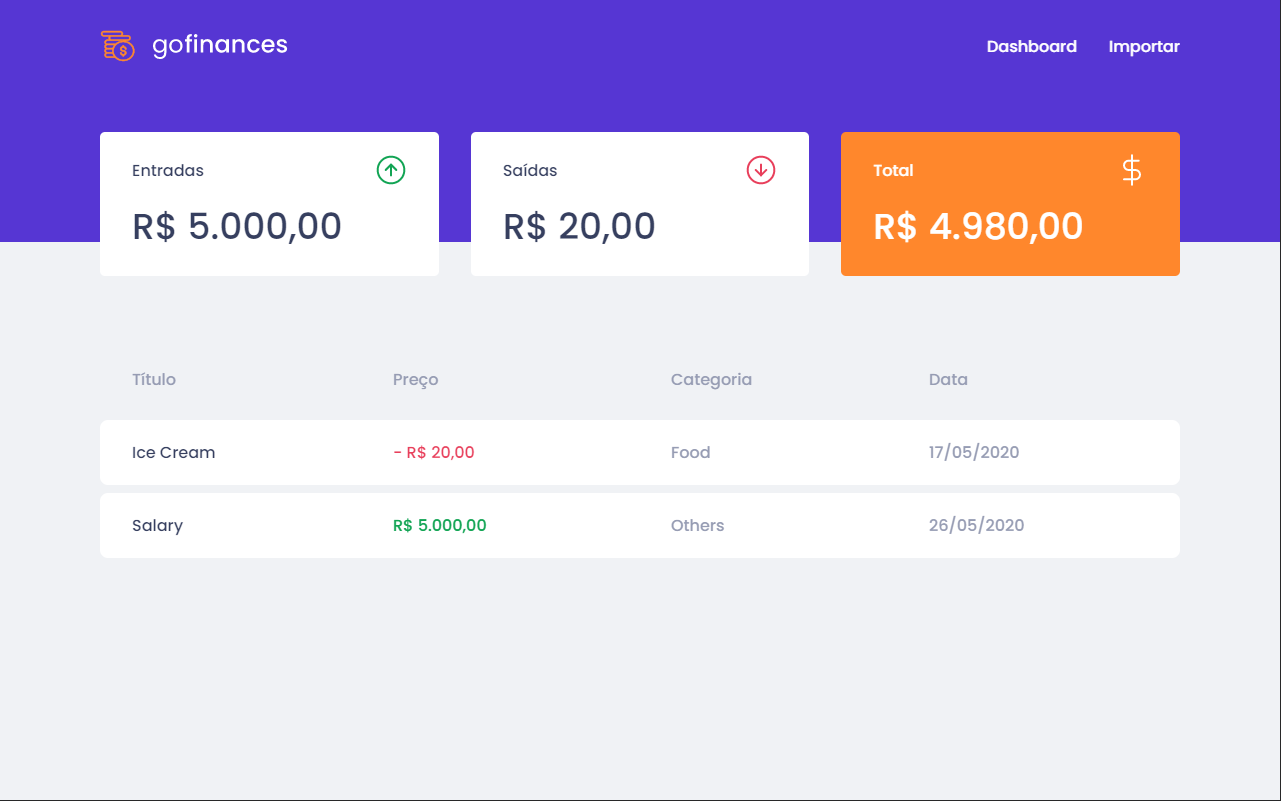 gofinances
Dashboard Importar
Entradas
R$ 5.000,00
Saídas
R$ 20,00
Total
$
R$ 4.980,00
Título Preço Categoria Data
Ice Cream - R$ 20,00 Food 17/05/2020
Salary R$ 5.000,00 Others 26/05/2020